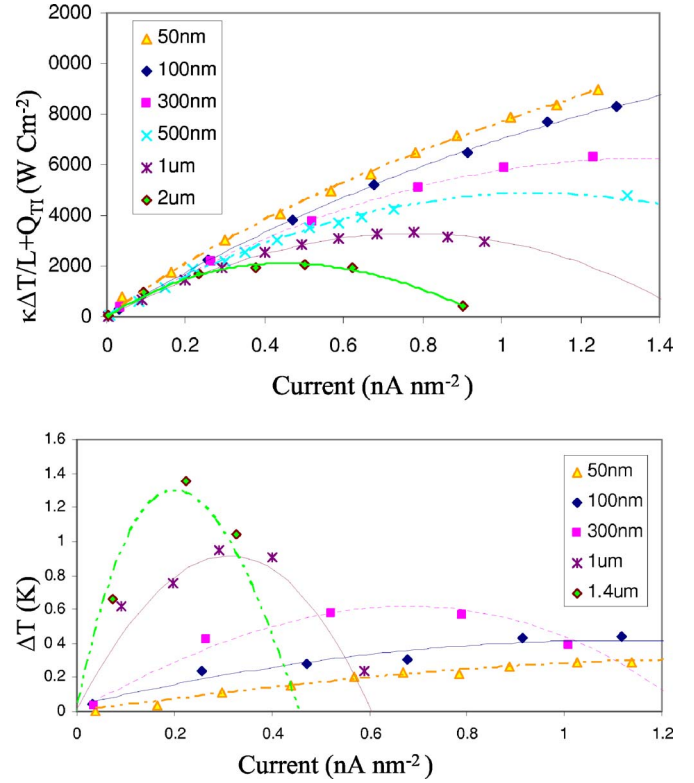 2000
0000
8000
6000
4000
2000
0
κΔT/L+Q_TI (W Cm⁻²)
50nm
100nm
300nm
500nm
1um
2um
0 0.2 0.4 0.6 0.8 1 1.2 1.4
Current (nA nm⁻²)
1.6
1.4
1.2
1
0.8
0.6
0.4
0.2
0
ΔT (K)
50nm
100nm
300nm
1um
1.4um
0 0.2 0.4 0.6 0.8 1 1.2
Current (nA nm⁻²)